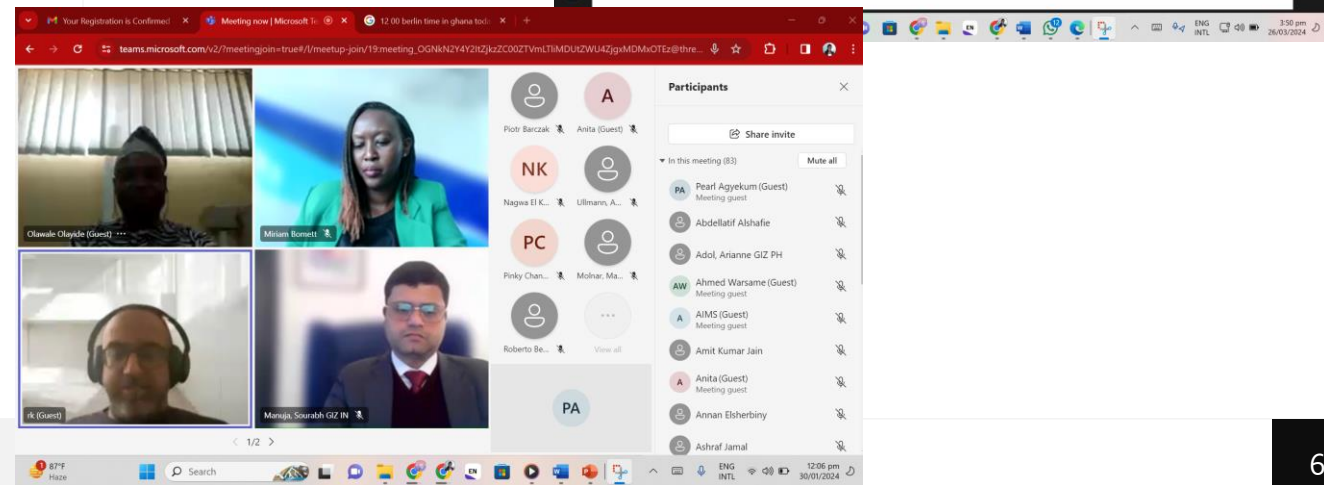 Your Registration is Confirmed
Meeting now | Microsoft Te
12 00 berlin time in ghana toda
teams.microsoft.com/v2/?meetingjoin=true#/l/meetup-join/19:meeting_OGNkN2Y4Y2ItZjkzZC00ZTVmLTliMDUtZWU4ZjgxMDMxOTEz@thre...
ENG
INTL
3:50 pm
26/03/2024
Olawale Olayide (Guest) ...
Miriam Bomett
rk (Guest)
Manuja, Sourabh GIZ IN
1/2
A
Piotr Barczak
Anita (Guest)
NK
Nagwa El K...
Ullmann, A...
PC
Pinky Chan...
Molnar, Ma...
...
Roberto Be...
View all
PA
Participants
Share invite
In this meeting (83)
Mute all
PA
Pearl Agyekum (Guest)
Meeting guest
Abdellatif Alshafie
Adol, Arianne GIZ PH
AW
Ahmed Warsame (Guest)
Meeting guest
A
AIMS (Guest)
Meeting guest
Amit Kumar Jain
A
Anita (Guest)
Meeting guest
Annan Elsherbiny
Ashraf Jamal
87°F
Haze
Search
ENG
INTL
12:06 pm
30/01/2024
6